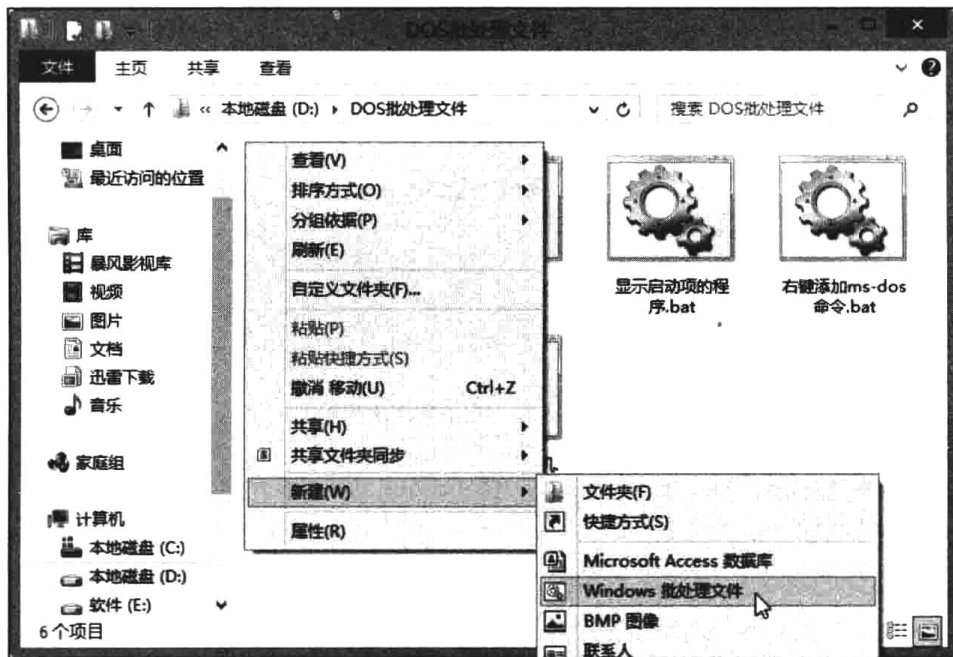 DOS批处理文件
文件 主页 共享 查看
« 本地磁盘 (D:) DOS批处理文件 搜索 DOS批处理文件
桌面
最近访问的位置
库
暴风影视库
视频
图片
文档
迅雷下载
音乐
家庭组
计算机
本地磁盘 (C:)
本地磁盘 (D:)
软件 (E:)
6个项目
查看(V)
排序方式(O)
分组依据(P)
刷新(E)
自定义文件夹(F)...
粘贴(P)
粘贴快捷方式(S)
撤消 移动(U) Ctrl+Z
共享(H)
共享文件夹同步
新建(W)
属性(R)
文件夹(F)
快捷方式(S)
Microsoft Access 数据库
Windows 批处理文件
BMP 图像
联系人
显示启动项的程
序.bat
右键添加ms-dos
命令.bat